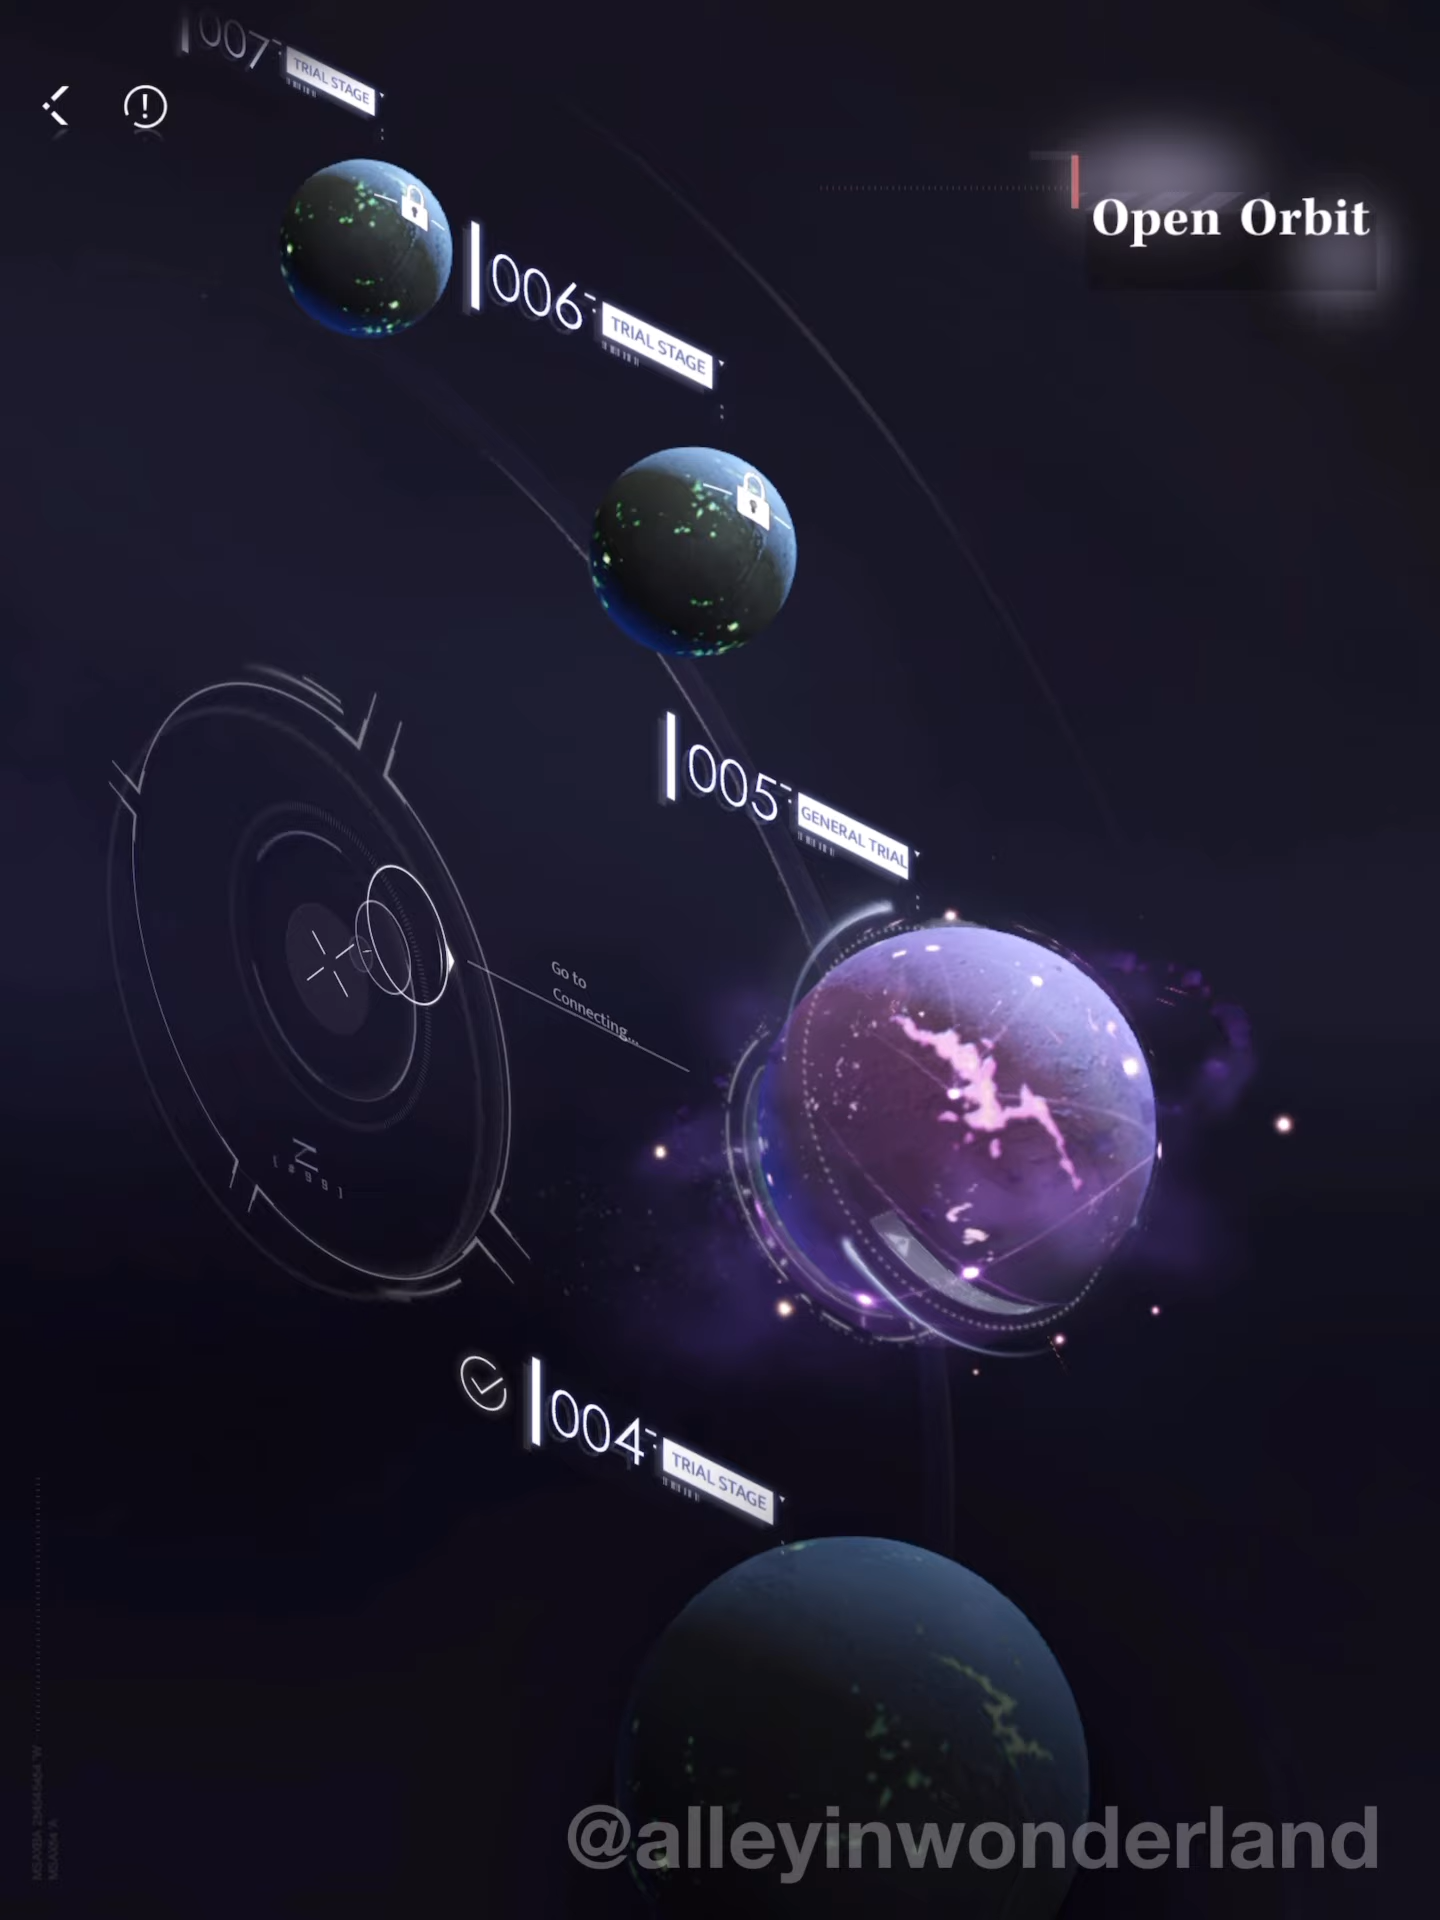 007
TRIAL STAGE
Open Orbit
006
TRIAL STAGE
005
GENERAL TRIAL
Go to
Connecting...
Z
004
TRIAL STAGE
@alleyinwonderland